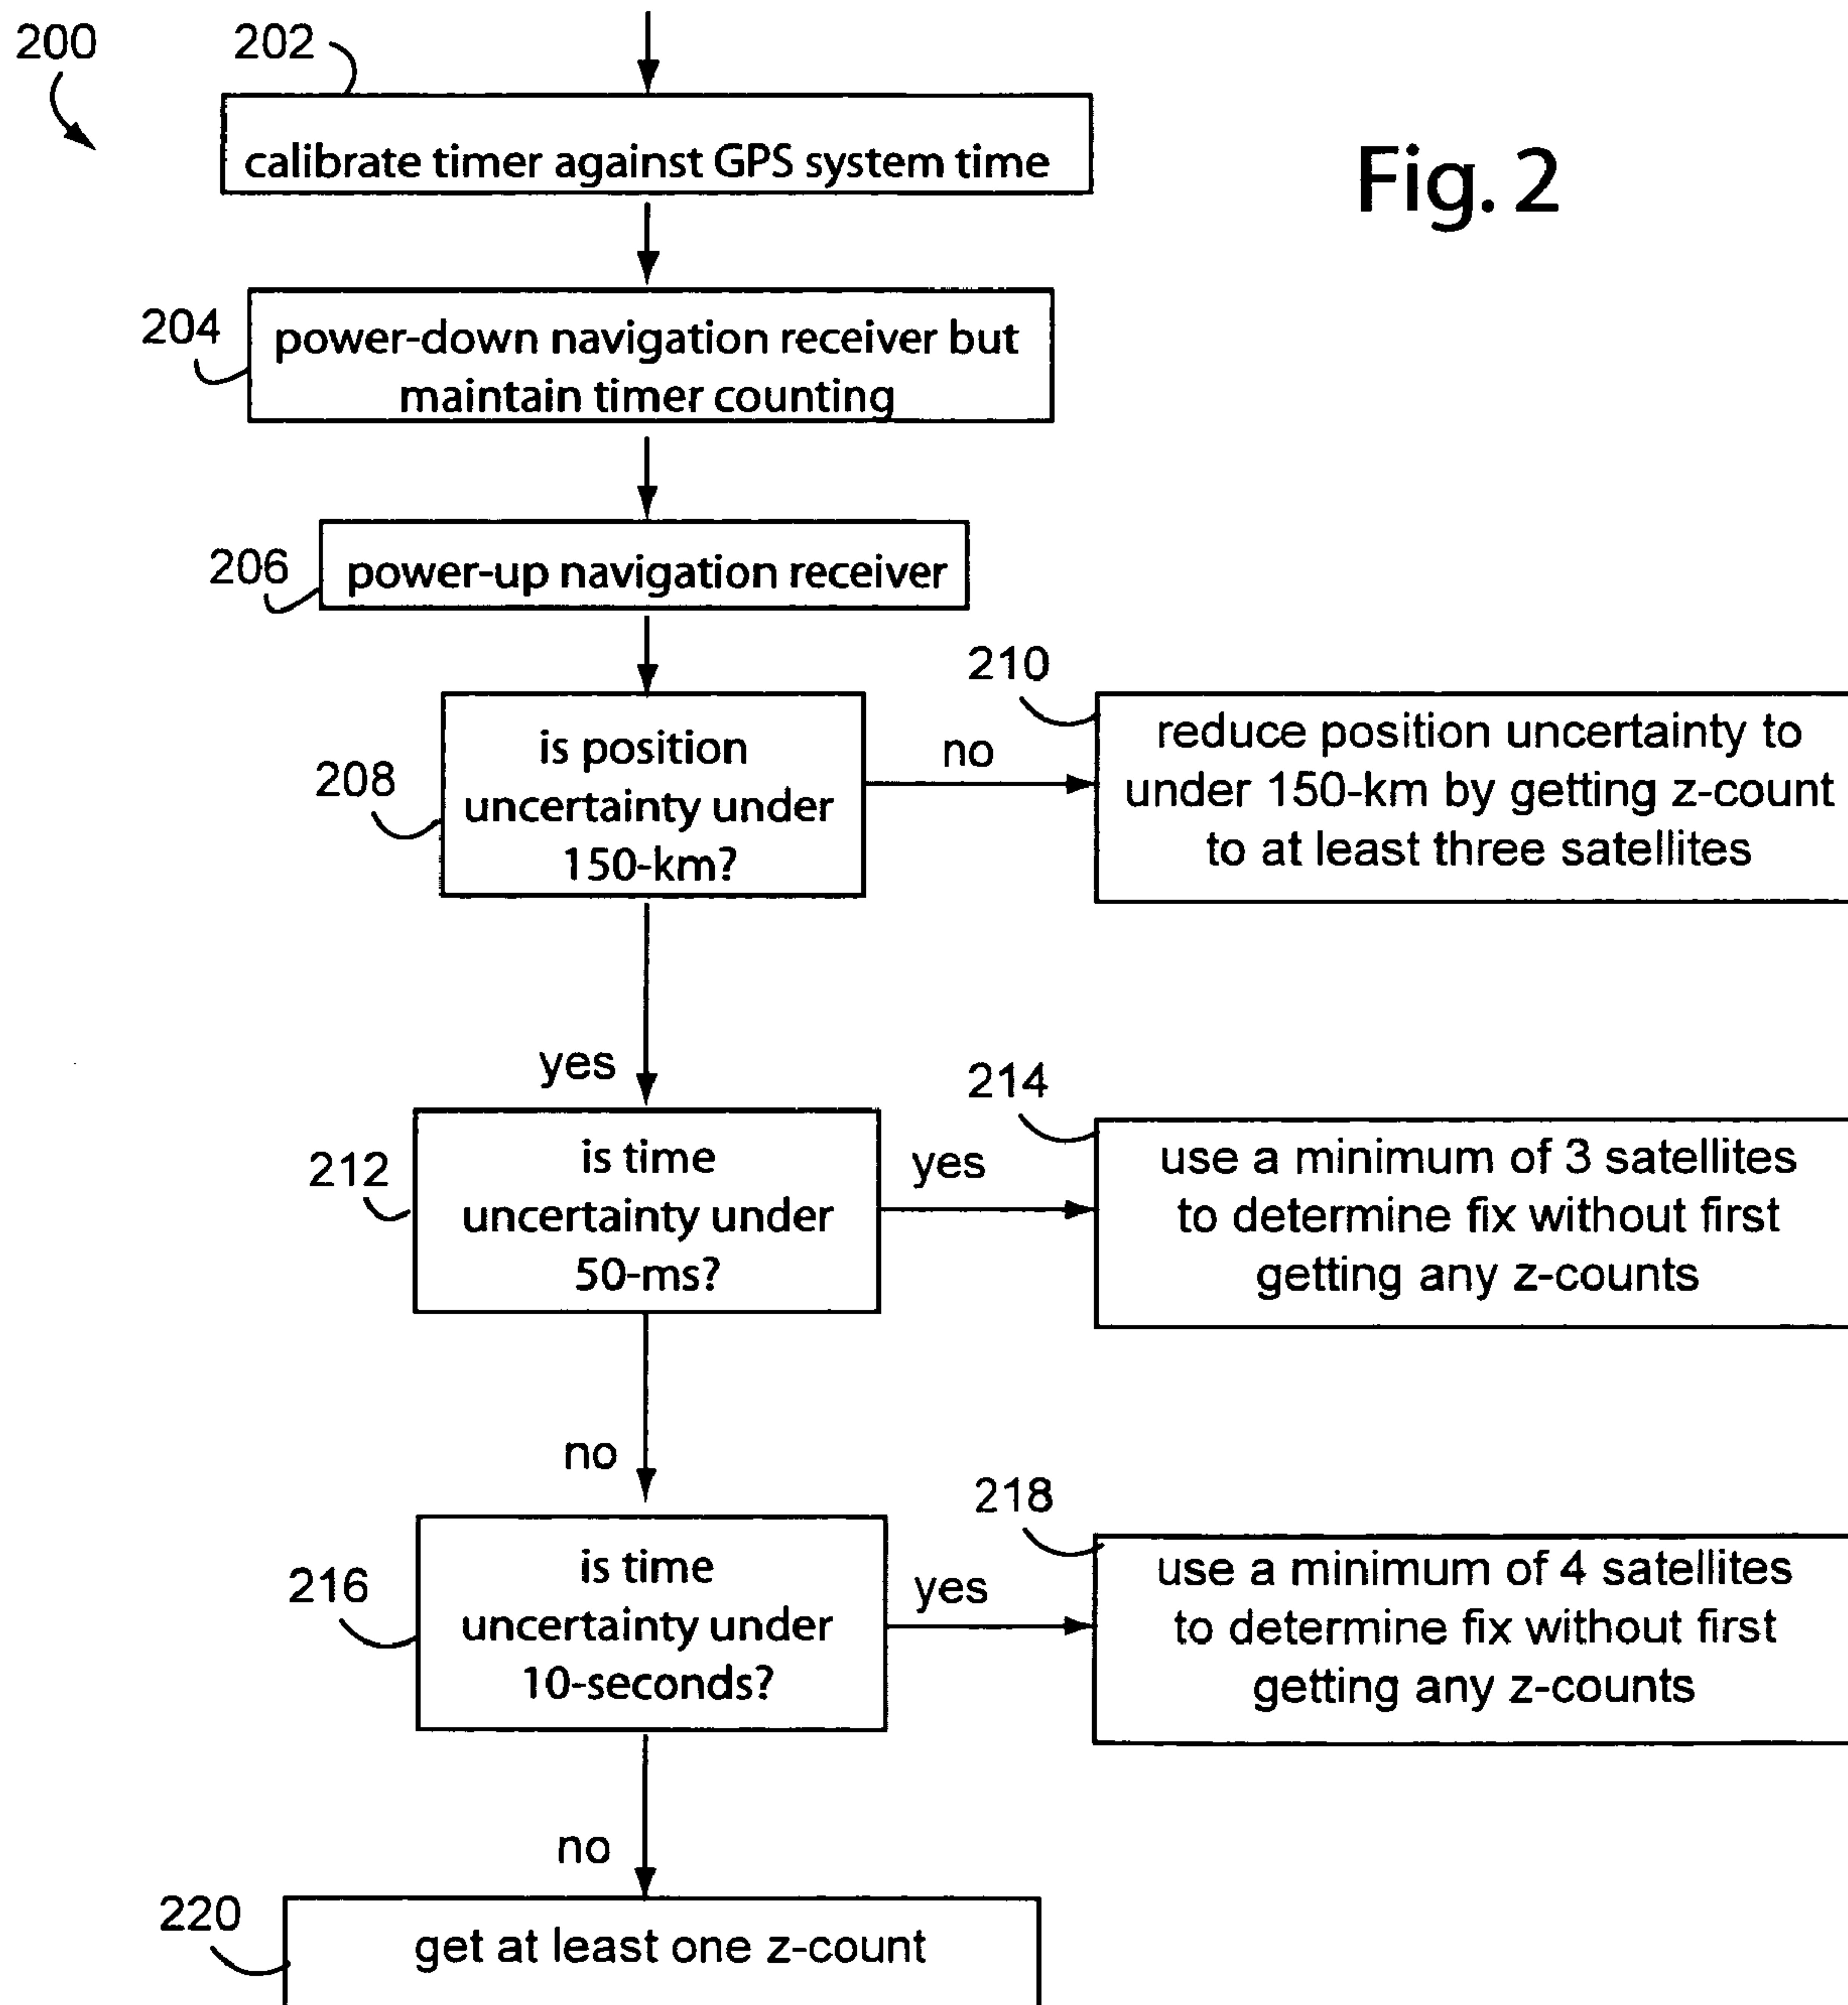 200
202
calibrate timer against GPS system time
Fig. 2
204
power-down navigation receiver but
maintain timer counting
206
power-up navigation receiver
208
is position
uncertainty under
150-km?
no
210
reduce position uncertainty to
under 150-km by getting z-count
to at least three satellites
yes
212
is time
uncertainty under
50-ms?
yes
214
use a minimum of 3 satellites
to determine fix without first
getting any z-counts
no
216
is time
uncertainty under
10-seconds?
yes
218
use a minimum of 4 satellites
to determine fix without first
getting any z-counts
no
220
get at least one z-count